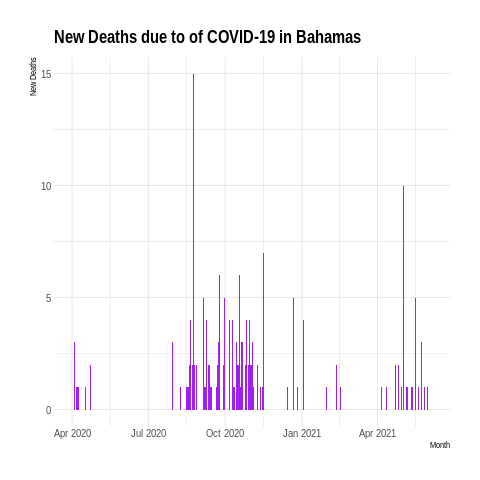 New Deaths due to of COVID-19 in Bahamas
New Deaths
15
10
5
0
Apr 2020 Jul 2020 Oct 2020 Jan 2021 Apr 2021
Month